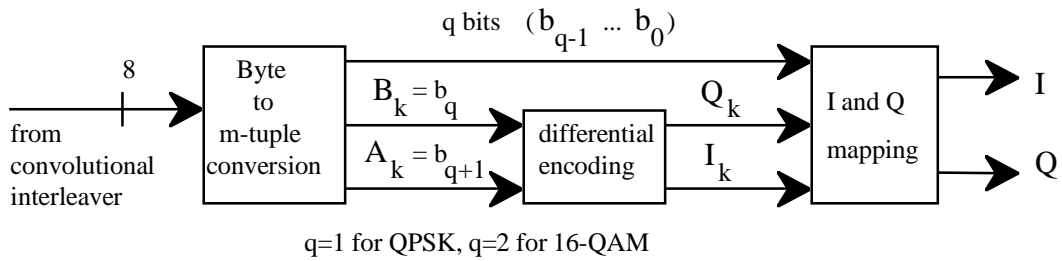 q bits (b_{q-1} ... b_0)
8
from
convolutional
interleaver
Byte
to
m-tuple
conversion
B_k = b_q
A_k = b_{q+1}
differential
encoding
Q_k
I_k
I and Q
mapping
I
Q
q=1 for QPSK, q=2 for 16-QAM